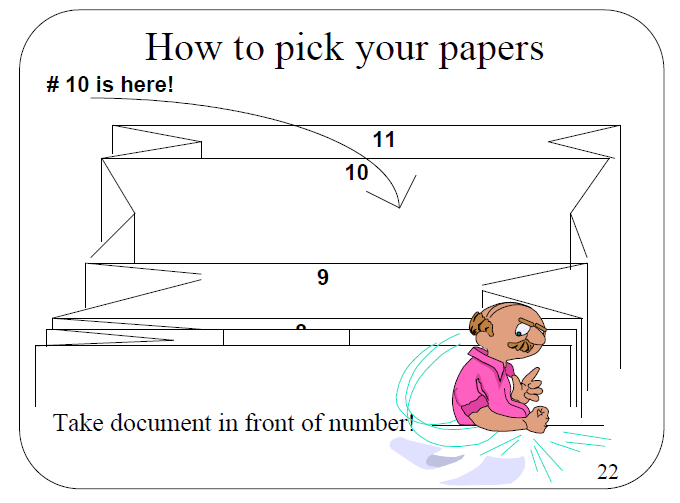 How to pick your papers
# 10 is here!
11
10
9
Take document in front of number!
22